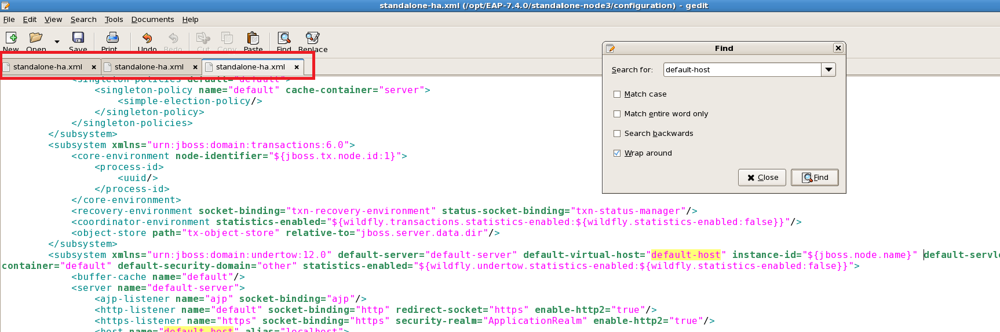 standalone-ha.xml (/opt/EAP-7.4.0/standalone-node3/configuration) - gedit
File Edit View Search Tools Documents Help
New Open Save Print Undo Redo Cut Copy Paste Find Replace
standalone-ha.xml standalone-ha.xml standalone-ha.xml
Find
Search for: default-host
Match case
Match entire word only
Search backwards
Wrap around
Close Find
<singleton-policies default="default">
<singleton-policy name="default" cache-container="server">
<simple-election-policy/>
</singleton-policy>
</singleton-policies>
</subsystem>
<subsystem xmlns="urn:jboss:domain:transactions:6.0">
<core-environment node-identifier="${jboss.tx.node.id:1}">
<process-id>
<uuid/>
</process-id>
</core-environment>
<recovery-environment socket-binding="txn-recovery-environment" status-socket-binding="txn-status-manager"/>
<coordinator-environment statistics-enabled="${wildfly.transactions.statistics-enabled:${wildfly.statistics-enabled:false}}"/>
<object-store path="tx-object-store" relative-to="jboss.server.data.dir"/>
</subsystem>
<subsystem xmlns="urn:jboss:domain:undertow:12.0" default-server="default-server" default-virtual-host="default-host" instance-id="${jboss.node.name}" default-servle
container="default" default-security-domain="other" statistics-enabled="${wildfly.undertow.statistics-enabled:${wildfly.statistics-enabled:false}}">
<buffer-cache name="default"/>
<server name="default-server">
<ajp-listener name="ajp" socket-binding="ajp"/>
<http-listener name="default" socket-binding="http" redirect-socket="https" enable-http2="true"/>
<https-listener name="https" socket-binding="https" security-realm="ApplicationRealm" enable-http2="true"/>
<host name="default-host" alias="localhost">